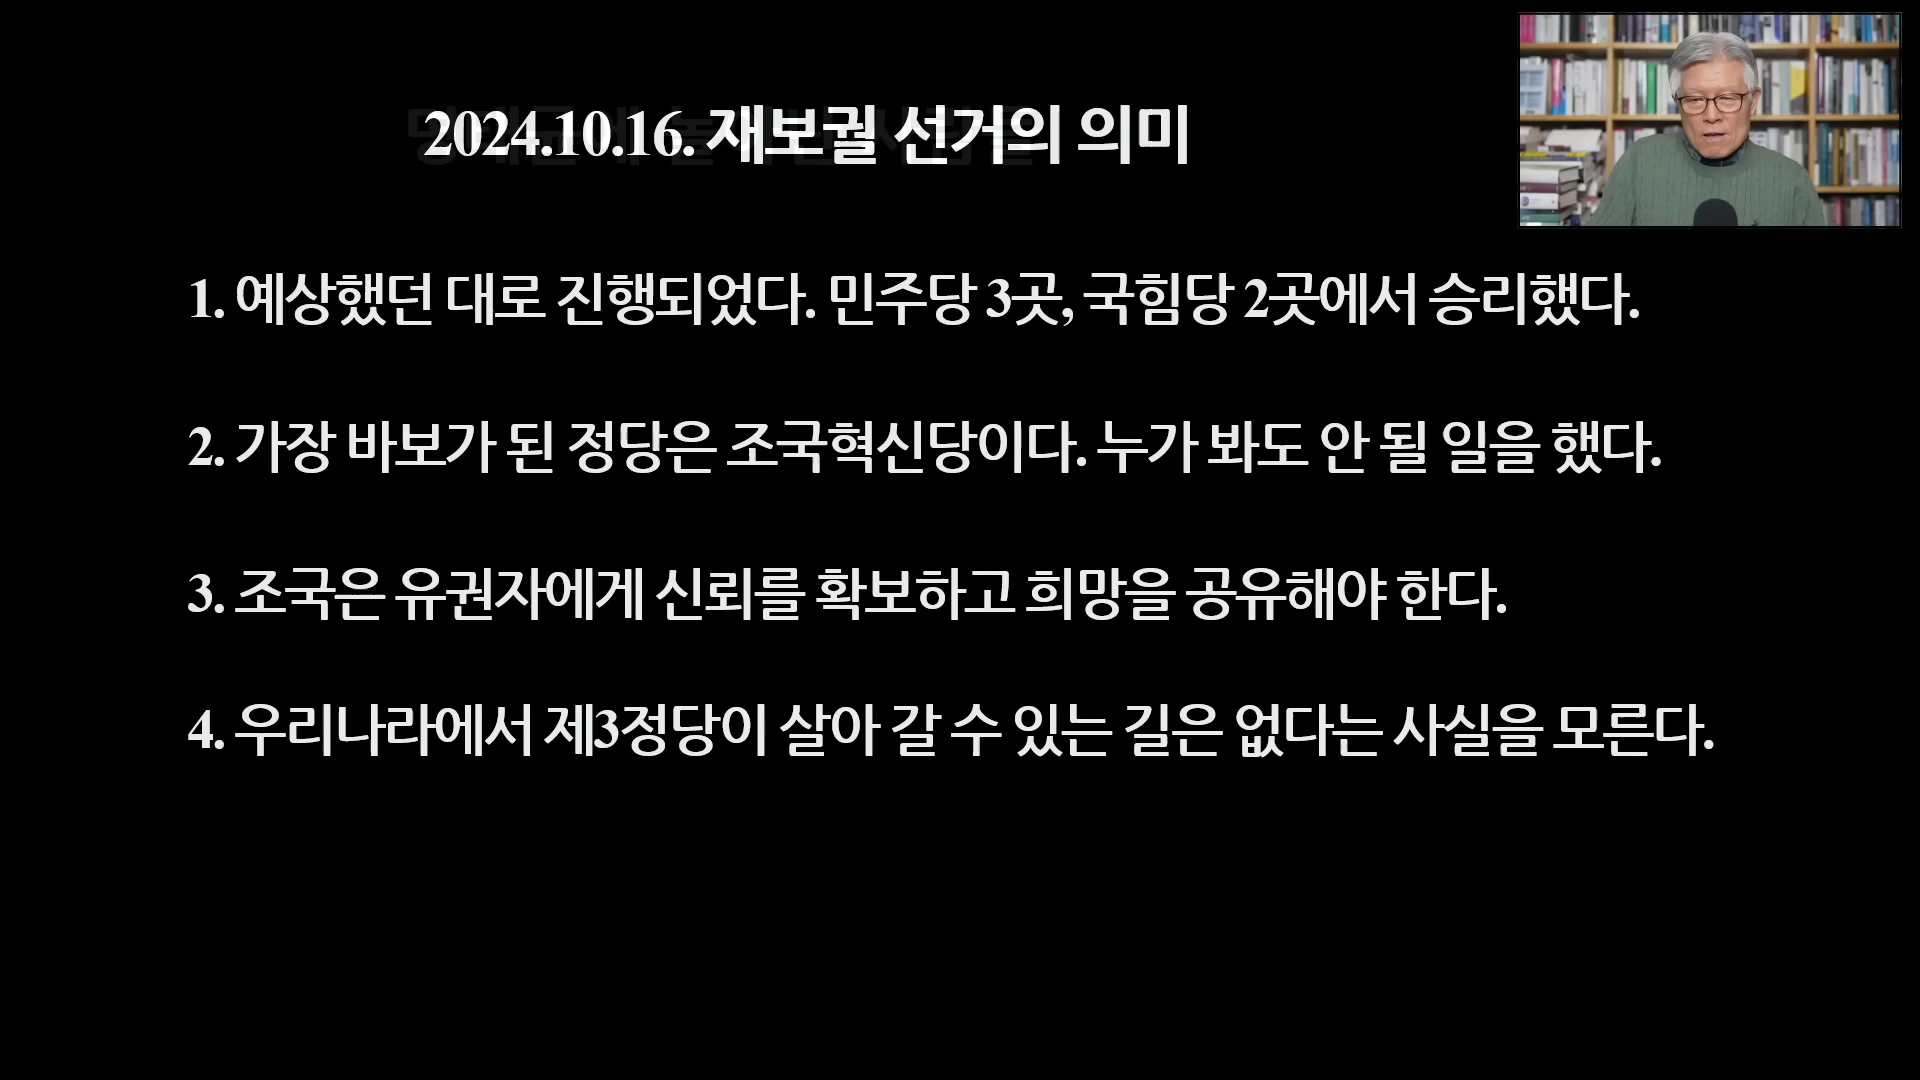 2024.10.16. 재보궐 선거의 의미
1. 예상했던 대로 진행되었다. 민주당 3곳, 국힘당 2곳에서 승리했다.
2. 가장 바보가 된 정당은 조국혁신당이다. 누가 봐도 안 될 일을 했다.
3. 조국은 유권자에게 신뢰를 확보하고 희망을 공유해야 한다.
4. 우리나라에서 제3정당이 살아 갈 수 있는 길은 없다는 사실을 모른다.